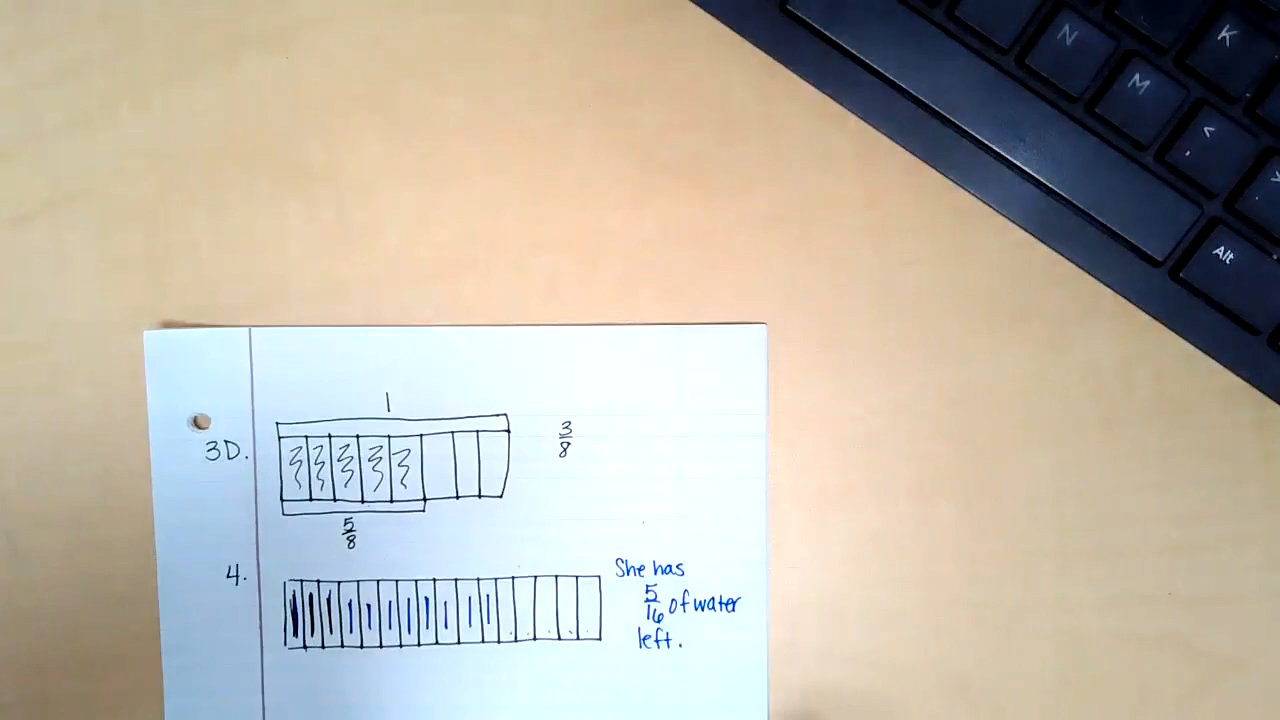 N
M
K
<
,
Alt
1
3D.
3/8
5/8
4.
She has
5/16 of water
left.